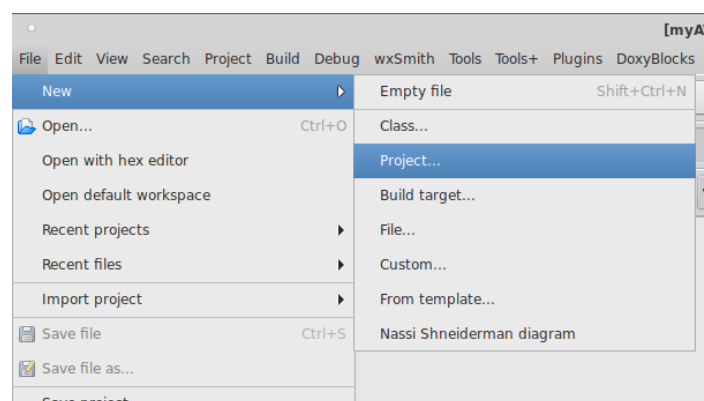 [myA
File Edit View Search Project Build Debug wxSmith Tools Tools+ Plugins DoxyBlocks
New
Open... Ctrl+O
Open with hex editor
Open default workspace
Recent projects
Recent files
Import project
Save file Ctrl+S
Save file as...
Save project
Empty file Shift+Ctrl+N
Class...
Project...
Build target...
File...
Custom...
From template...
Nassi Shneiderman diagram